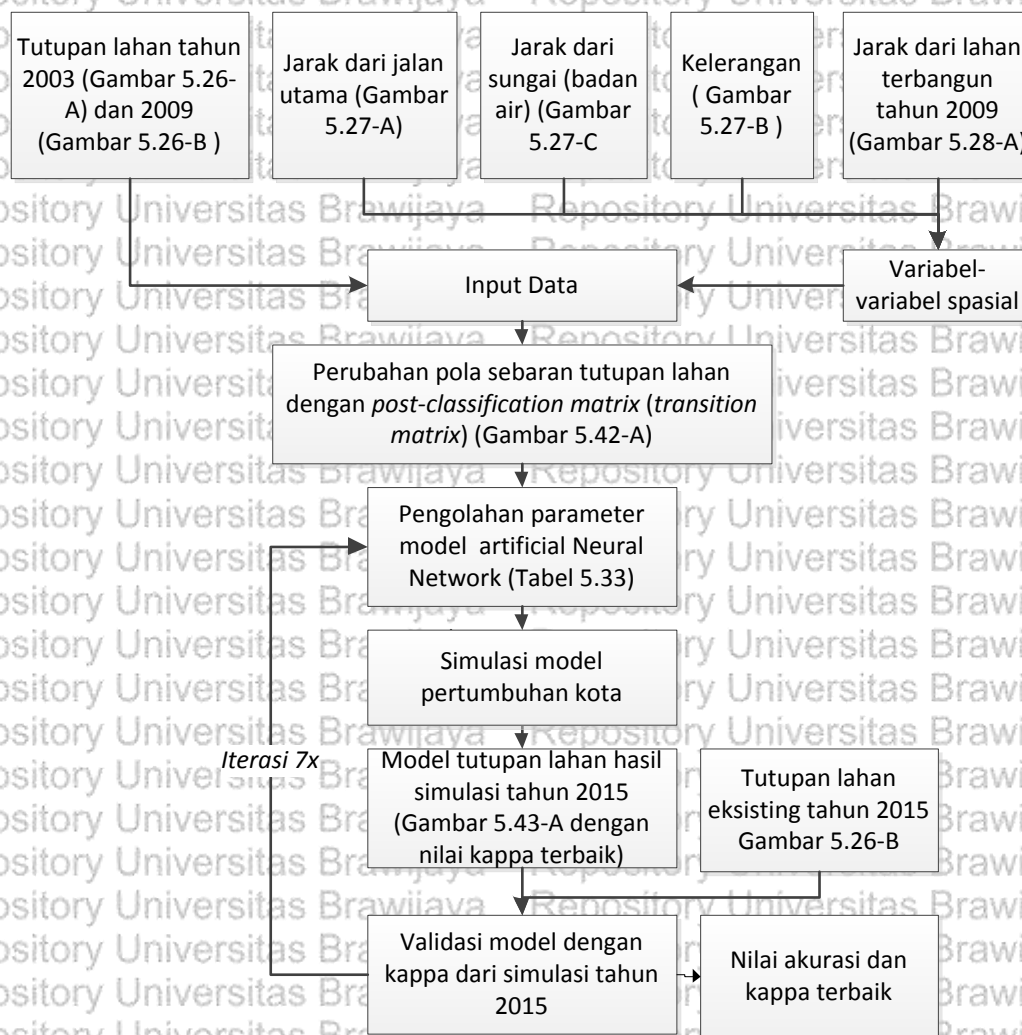 Tutupan lahan tahun
2003 (Gambar 5.26-
A) dan 2009
(Gambar 5.26-B )
Jarak dari jalan
utama (Gambar
5.27-A)
Jarak dari
sungai (badan
air) (Gambar
5.27-C
Kelerangan
( Gambar
5.27-B )
Jarak dari lahan
terbangun
tahun 2009
(Gambar 5.28-A)
Input Data
Variabel-
variabel spasial
Perubahan pola sebaran tutupan lahan
dengan post-classification matrix (transition
matrix) (Gambar 5.42-A)
Pengolahan parameter
model artificial Neural
Network (Tabel 5.33)
Simulasi model
pertumbuhan kota
Iterasi 7x
Model tutupan lahan hasil
simulasi tahun 2015
(Gambar 5.43-A dengan
nilai kappa terbaik)
Tutupan lahan
eksisting tahun 2015
Gambar 5.26-B
Validasi model dengan
kappa dari simulasi tahun
2015
Nilai akurasi dan
kappa terbaik